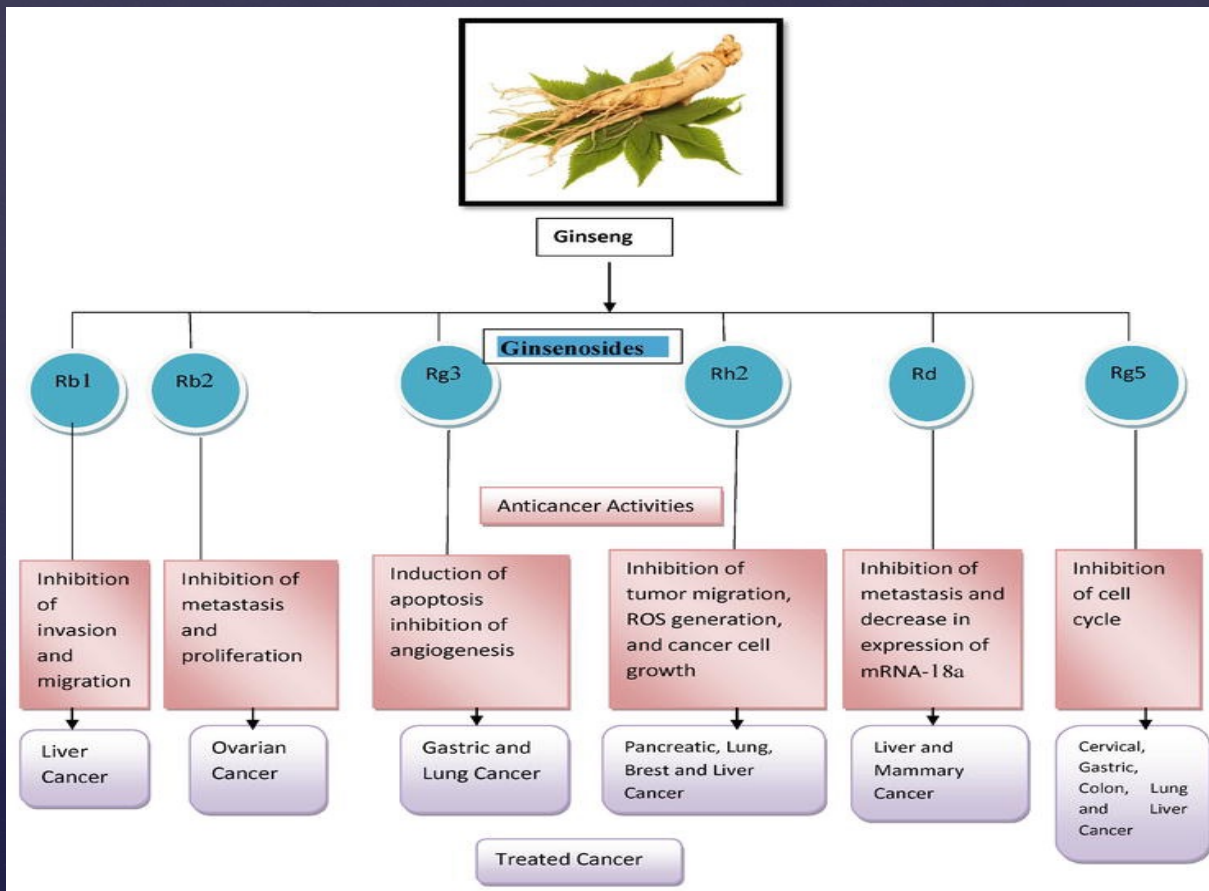 Ginseng
Ginsenosides
Rb1
Rb2
Rg3
Rh2
Rd
Rg5
Anticancer Activities
Inhibition
of
invasion
and
migration
Inhibition of
metastasis
and
proliferation
Induction of
apoptosis
inhibition of
angiogenesis
Inhibition of
tumor migration,
ROS generation,
and cancer cell
growth
Inhibition of
metastasis and
decrease in
expression of
mRNA-18a
Inhibition
of cell
cycle
Liver
Cancer
Ovarian
Cancer
Gastric and
Lung Cancer
Pancreatic, Lung,
Brest and Liver
Cancer
Liver and
Mammary
Cancer
Cervical,
Gastric,
Colon, Lung
and Liver
Cancer
Treated Cancer